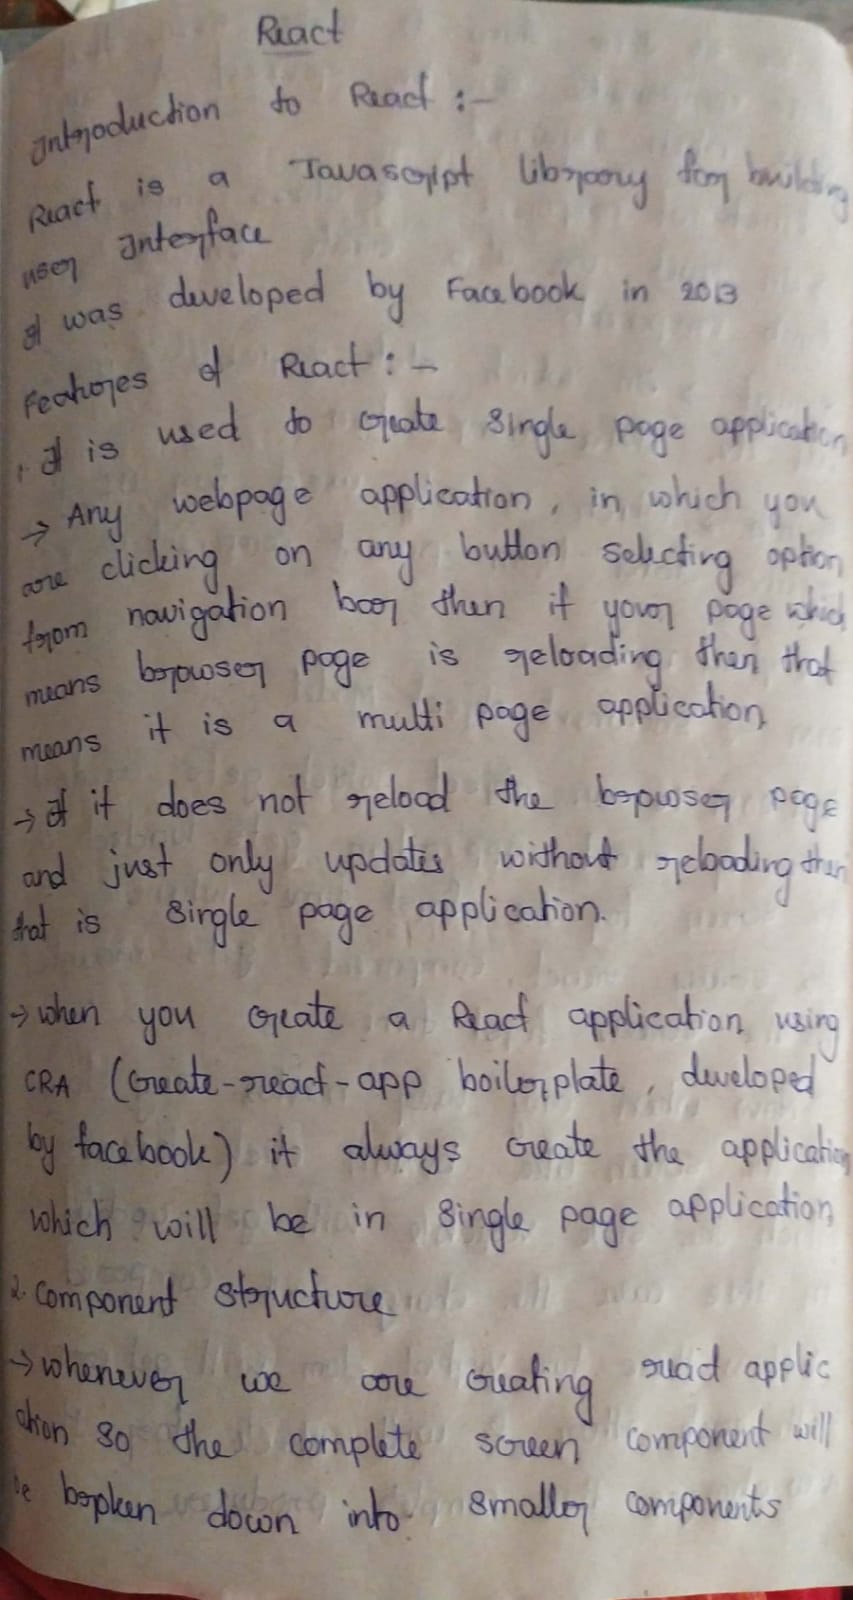 React
Introduction to React :-
React is a Javascript library for building
user Interface
It was developed by Facebook in 2013
Features of React : -
1. It is used to create single page application
→ Any webpage application, in which you
are clicking on any button selecting option
from navigation bar then if your page which
means browser page is reloading then that
means it is a multi page application
→ If it does not reload the browser page
and just only updates without reloading then
that is single page application.
→ when you create a React application using
CRA (create-react-app boilerplate, developed
by facebook) it always create the application
which will be in single page application
2. component structure
→ whenever we are creating react applic
ation so the complete screen component will
be broken down into smaller components